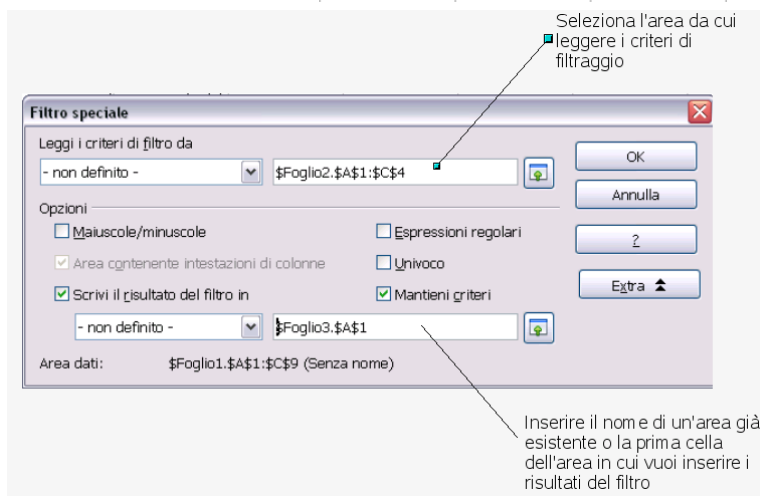 Seleziona l'area da cui
leggere i criteri di
filtraggio
Filtro speciale
Leggi i criteri di filtro da
- non definito -
$Foglio2.$A$1:$C$4
OK
Annulla
Opzioni
Maiuscole/minuscole
Espressioni regolari
?
Area contenente intestazioni di colonne
Univoco
Extra
Scrivi il risultato del filtro in
Mantieni criteri
- non definito -
$Foglio3.$A$1
Area dati: $Foglio1.$A$1:$C$9 (Senza nome)
Inserire il nome di un'area già
esistente o la prima cella
dell'area in cui vuoi inserire i
risultati del filtro